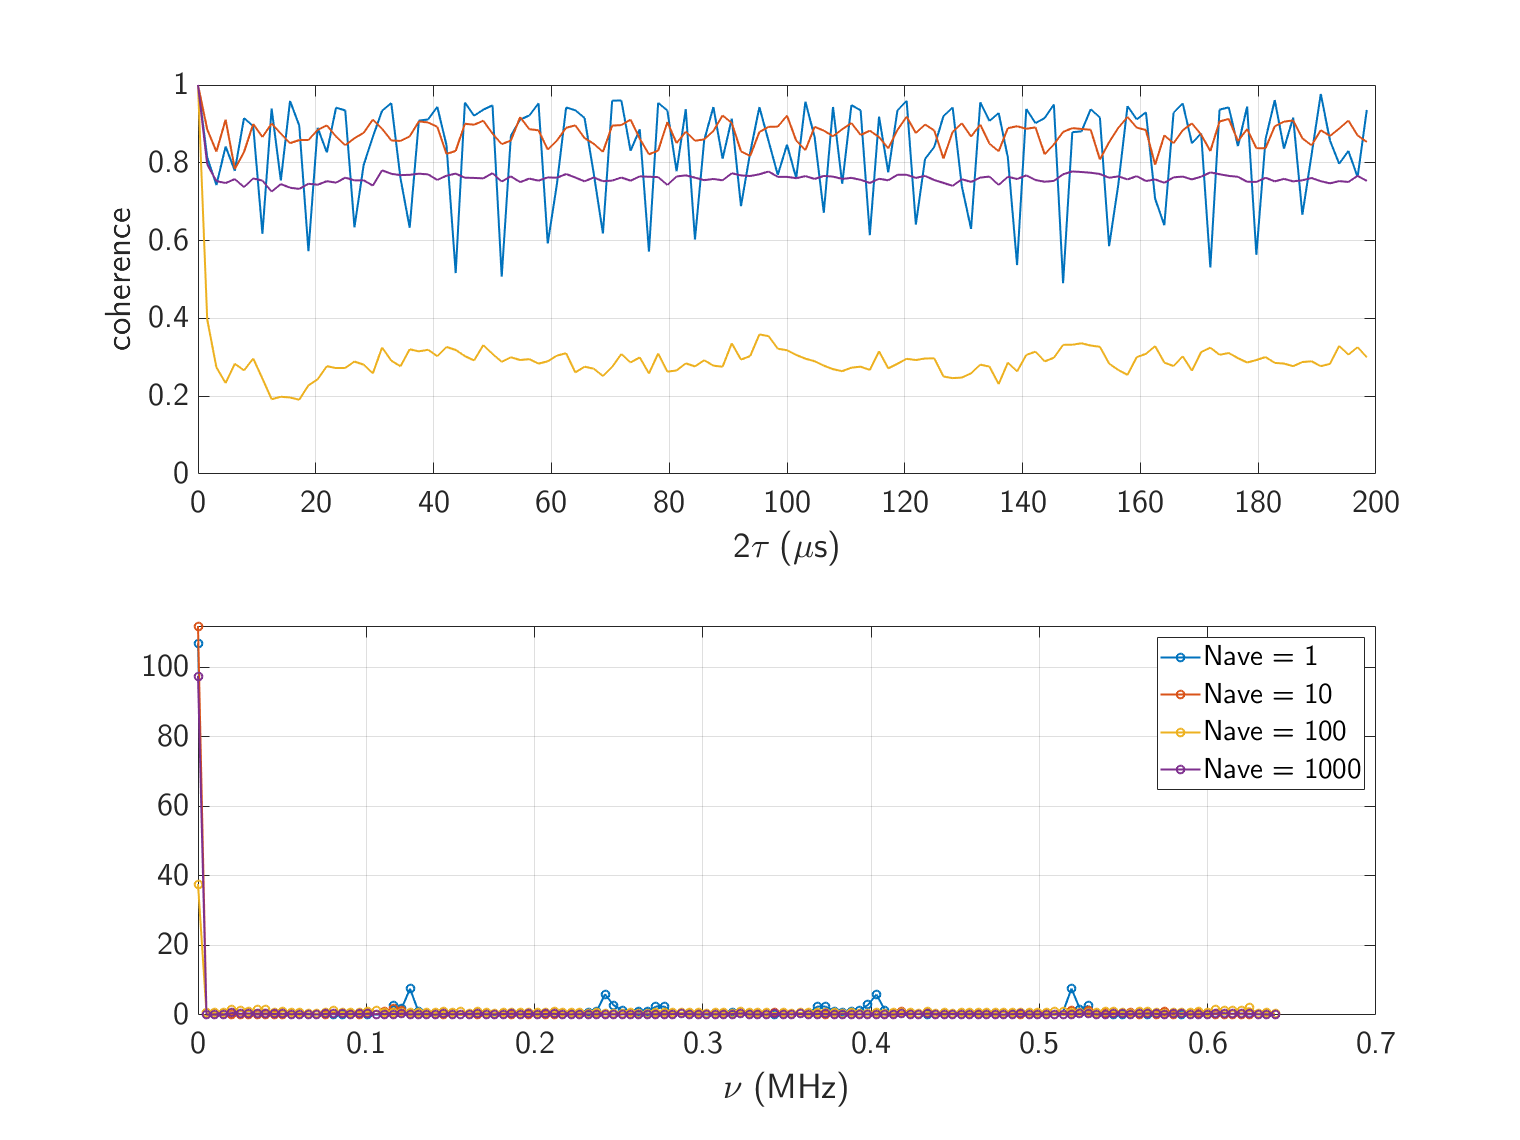 1
0.8
0.6
0.4
0.2
0
coherence
0 20 40 60 80 100 120 140 160 180 200
2τ (μs)
100
80
60
40
20
0
Nave = 1
Nave = 10
Nave = 100
Nave = 1000
0 0.1 0.2 0.3 0.4 0.5 0.6 0.7
ν (MHz)